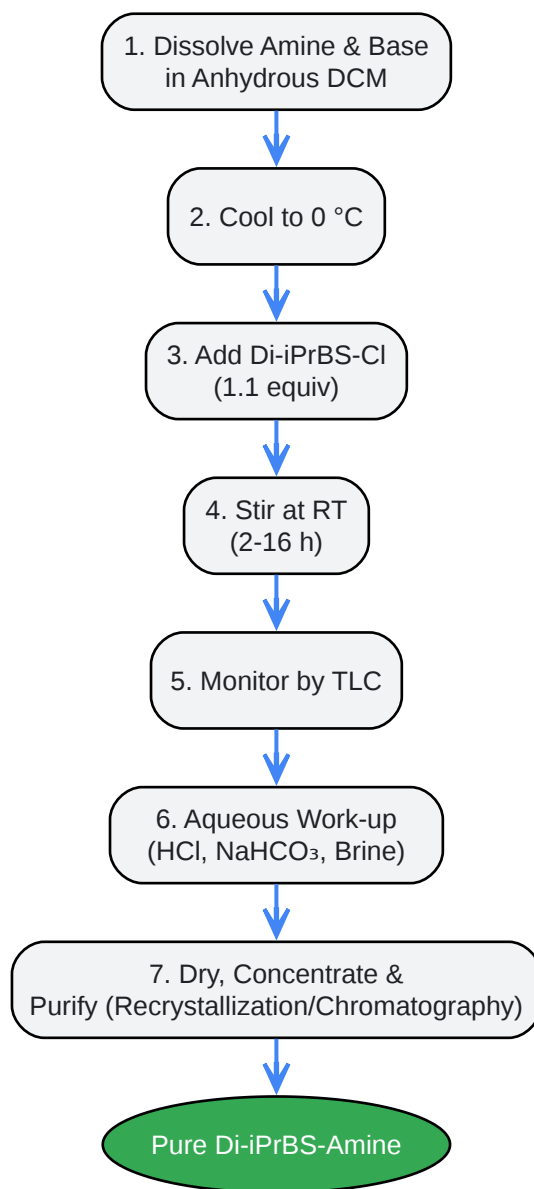 1. Dissolve Amine & Base
in Anhydrous DCM
2. Cool to 0 °C
3. Add Di-iPrBS-Cl
(1.1 equiv)
4. Stir at RT
(2-16 h)
5. Monitor by TLC
6. Aqueous Work-up
(HCl, NaHCO₃, Brine)
7. Dry, Concentrate &
Purify (Recrystallization/Chromatography)
Pure Di-iPrBS-Amine